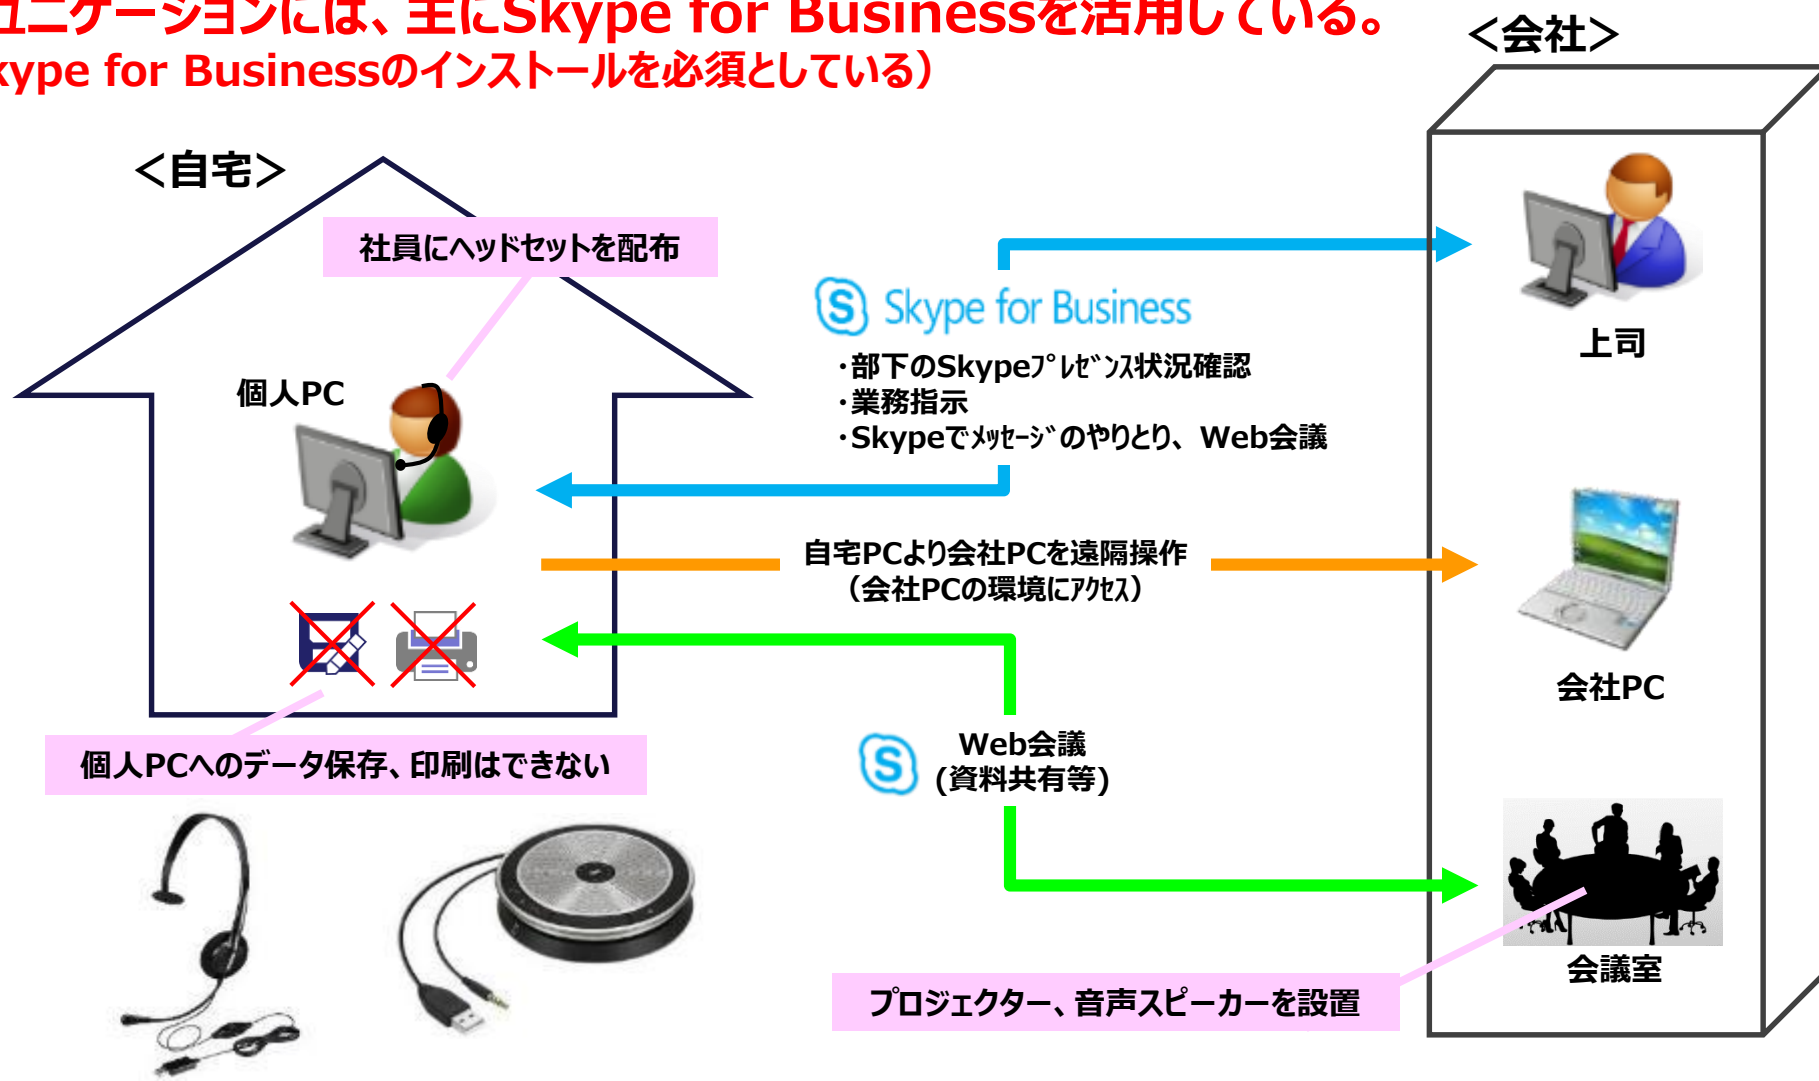 ュニケーションには、主にSkype for Businessを活用している。
kype for Businessのインストールを必須としている）
＜会社＞
＜自宅＞
社員にヘッドセットを配布
個人PC
S Skype for Business
・部下のSkypeﾌﾟﾚｾﾞﾝｽ状況確認
・業務指示
・Skypeでﾒｯｾｰｼﾞのやりとり、Web会議
上司
自宅PCより会社PCを遠隔操作
（会社PCの環境にｱｸｾｽ）
会社PC
個人PCへのデータ保存、印刷はできない
S Web会議
(資料共有等)
会議室
プロジェクター、音声スピーカーを設置